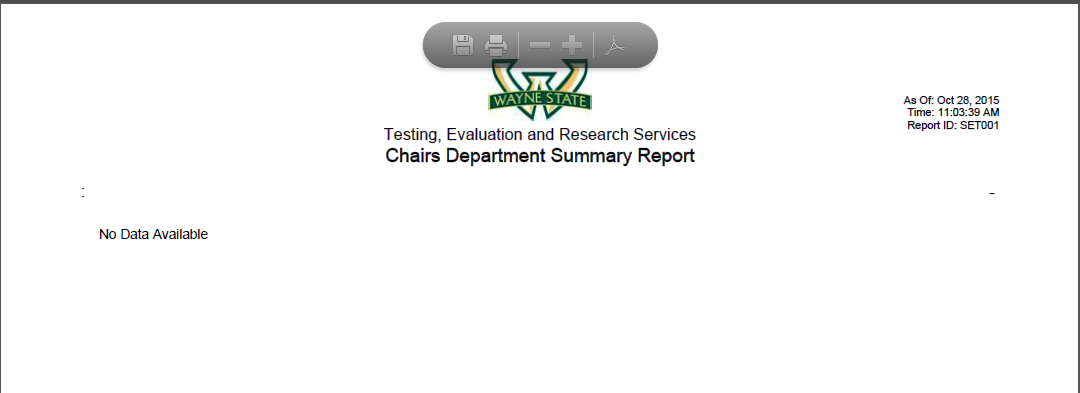 WAYNE STATE
As Of: Oct 28, 2015
Time: 11:03:39 AM
Report ID: SET001
Testing, Evaluation and Research Services
Chairs Department Summary Report
: -
No Data Available